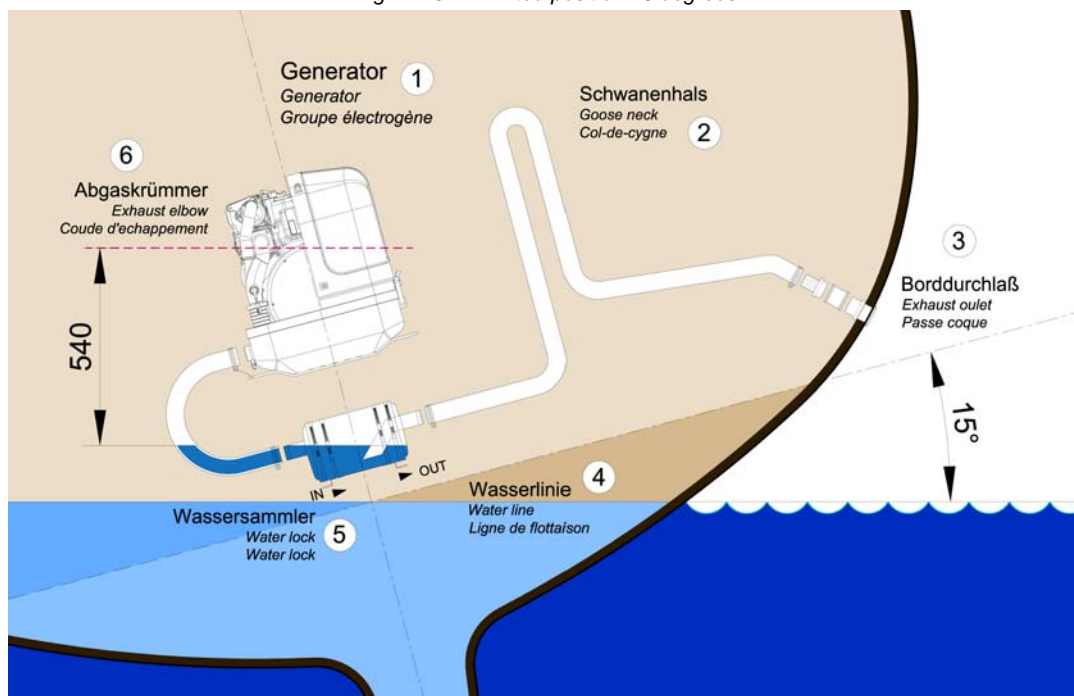 position
Generator
Generator
Groupe électrogène
1
Schwanenhals
Goose neck
Col-de-cygne
2
6
Abgaskrümmer
Exhaust elbow
Coude d'echappement
3
Borddurchlaß
Exhaust oulet
Passe coque
540
15°
IN
OUT
Wasserlinie
Water line
Ligne de flottaison
4
Wassersammler
Water lock
Water lock
5